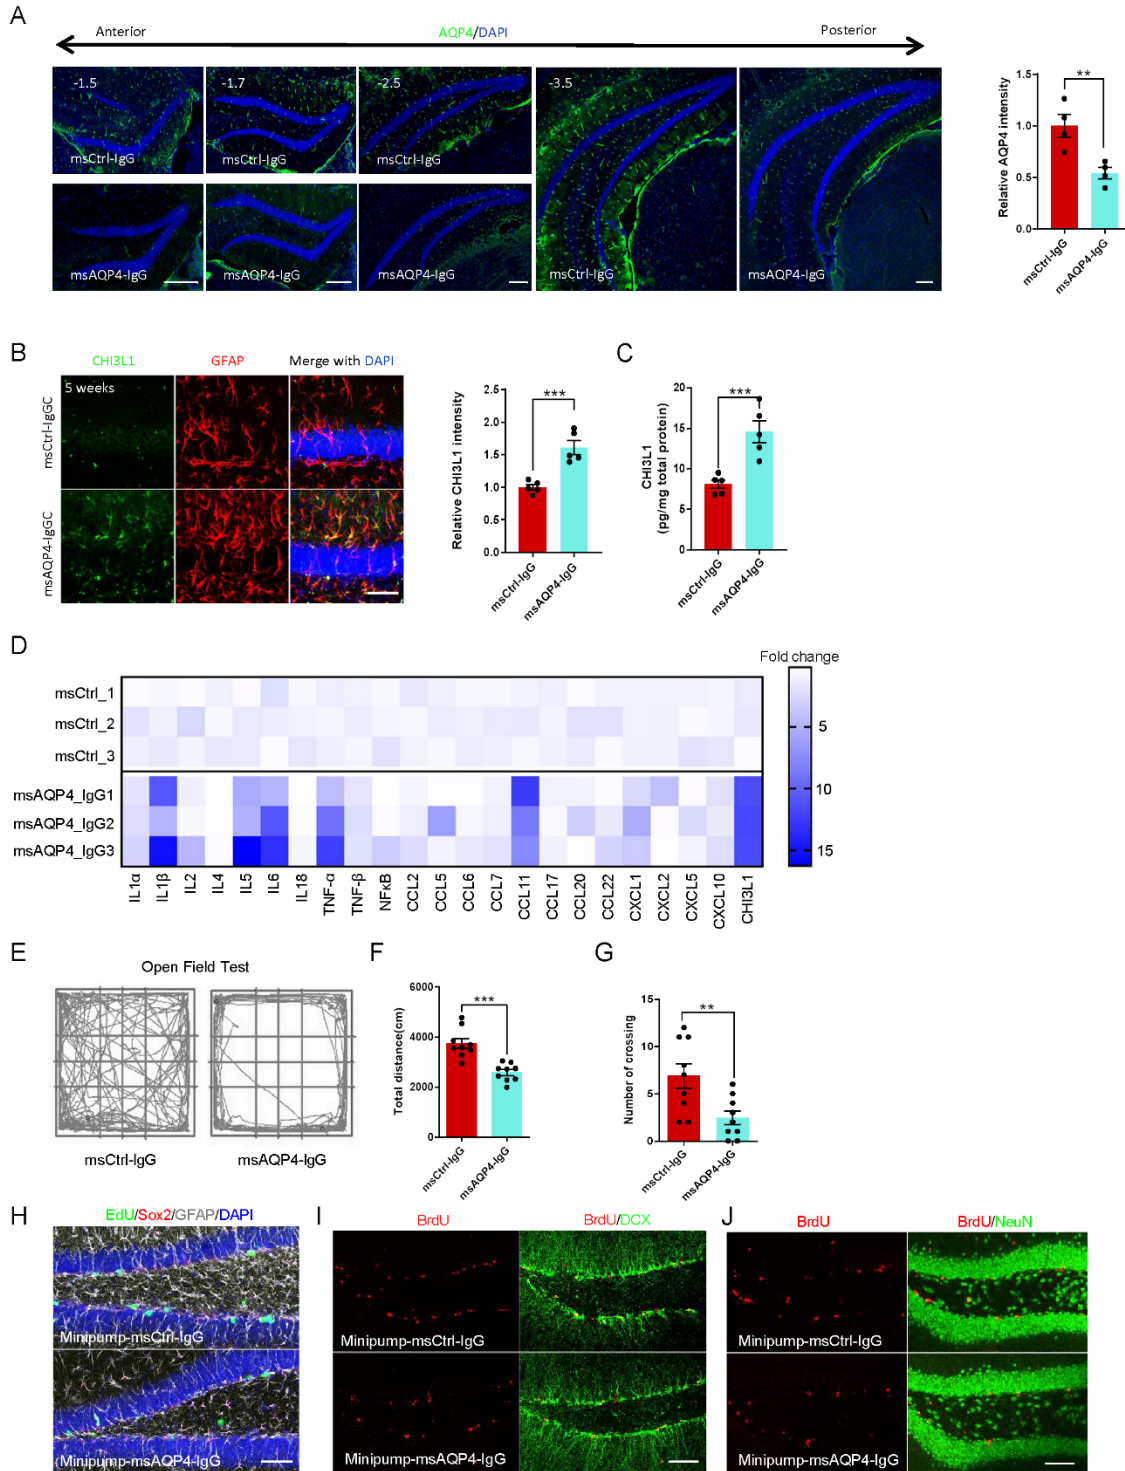 A
Anterior
AQP4/DAPI
Posterior
-1.5
-1.7
-2.5
-3.5
msCtrl-IgG
msCtrl-IgG
msCtrl-IgG
msAQP4-IgG
msAQP4-IgG
msAQP4-IgG
msCtrl-IgG
msAQP4-IgG
Relative AQP4 intensity
1.5
1.0
0.5
0.0
**
msCtrl-IgG
msAQP4-IgG
B
CHI3L1
GFAP
Merge with DAPI
5 weeks
msCtrl-IgGC
msAQP4-IgGC
Relative CHI3L1 intensity
2.5
2.0
1.5
1.0
0.5
0.0
***
msCtrl-IgG
msAQP4-IgG
C
CHI3L1
(pg/mg total protein)
20
15
10
5
0
***
msCtrl-IgG
msAQP4-IgG
D
Fold change
5
10
15
msCtrl_1
msCtrl_2
msCtrl_3
msAQP4_IgG1
msAQP4_IgG2
msAQP4_IgG3
IL1α
IL1β
IL2
IL4
IL5
IL6
IL18
TNF-α
TNF-β
NFκB
CCL2
CCL5
CCL6
CCL7
CCL11
CCL17
CCL20
CCL22
CXCL1
CXCL2
CXCL5
CXCL10
CHI3L1
E
Open Field Test
msCtrl-IgG
msAQP4-IgG
F
Total distance(cm)
6000
4000
2000
0
***
msCtrl-IgG
msAQP4-IgG
G
Number of crossing
15
10
5
0
**
msCtrl-IgG
msAQP4-IgG
H
EdU/Sox2/GFAP/DAPI
Minipump-msCtrl-IgG
Minipump-msAQP4-IgG
I
BrdU
BrdU/DCX
Minipump-msCtrl-IgG
Minipump-msAQP4-IgG
J
BrdU
BrdU/NeuN
Minipump-msCtrl-IgG
Minipump-msAQP4-IgG